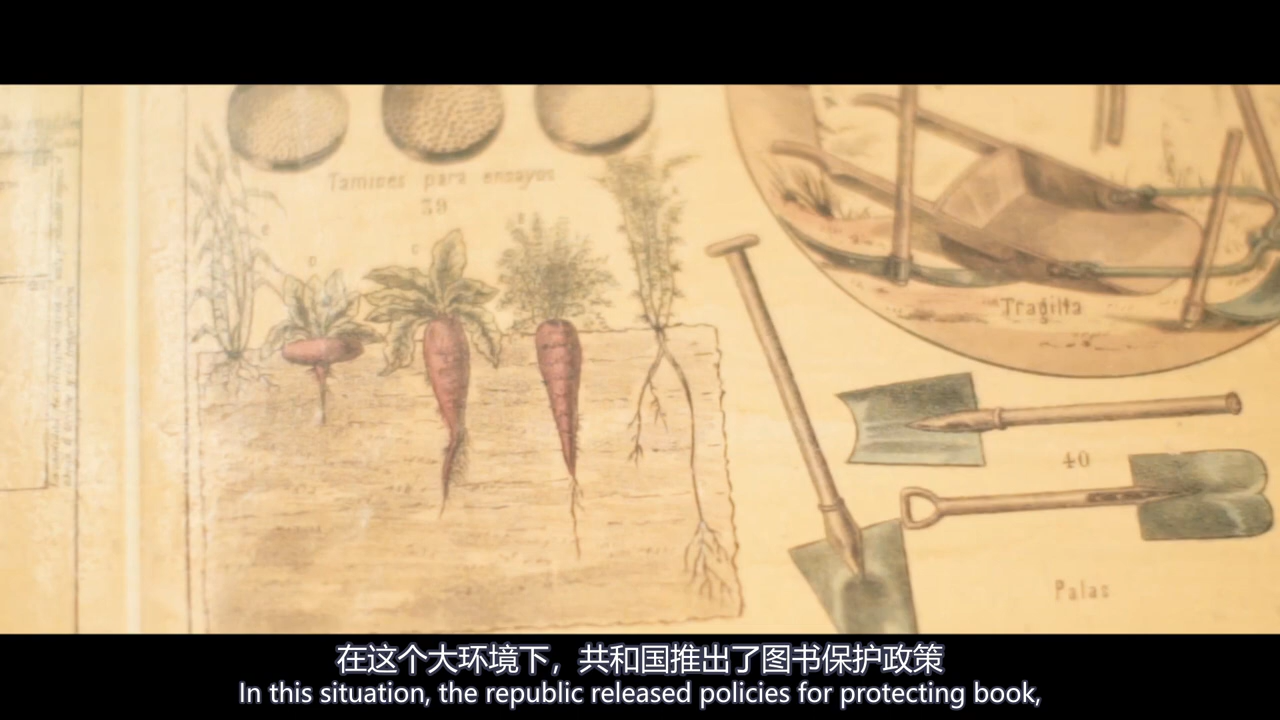 Tamises para ensayos
39
Tragilla
40
Palas
在这个大环境下，共和国推出了图书保护政策
In this situation, the republic released policies for protecting book,